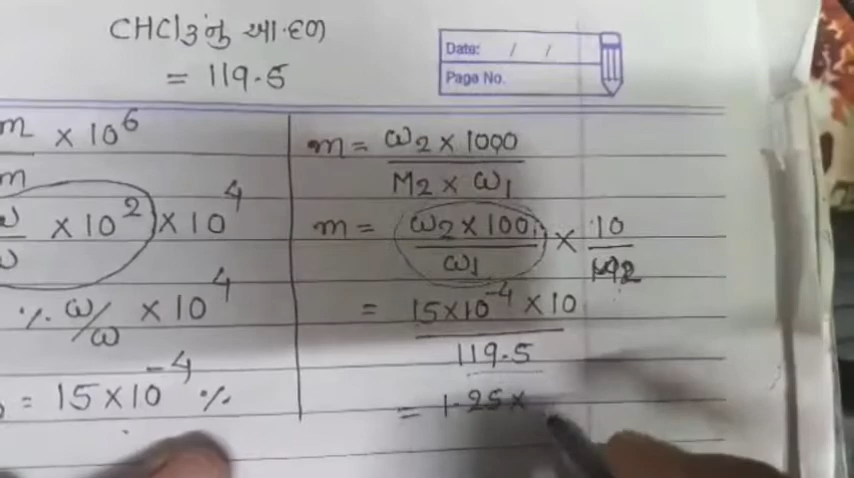 CHCl3નુ આ.દળ
= 119.5
Date: / /
Page No.
m × 10^6
m
ω × 10^2) × 10^4
ω
% ω/ω × 10^4
= 15×10^-4 %
m = ω2 × 1000
M2 × ω1
m = ω2 × 100 × 10
ω1 M2
= 15×10^-4 × 10
119.5
= 1.25×